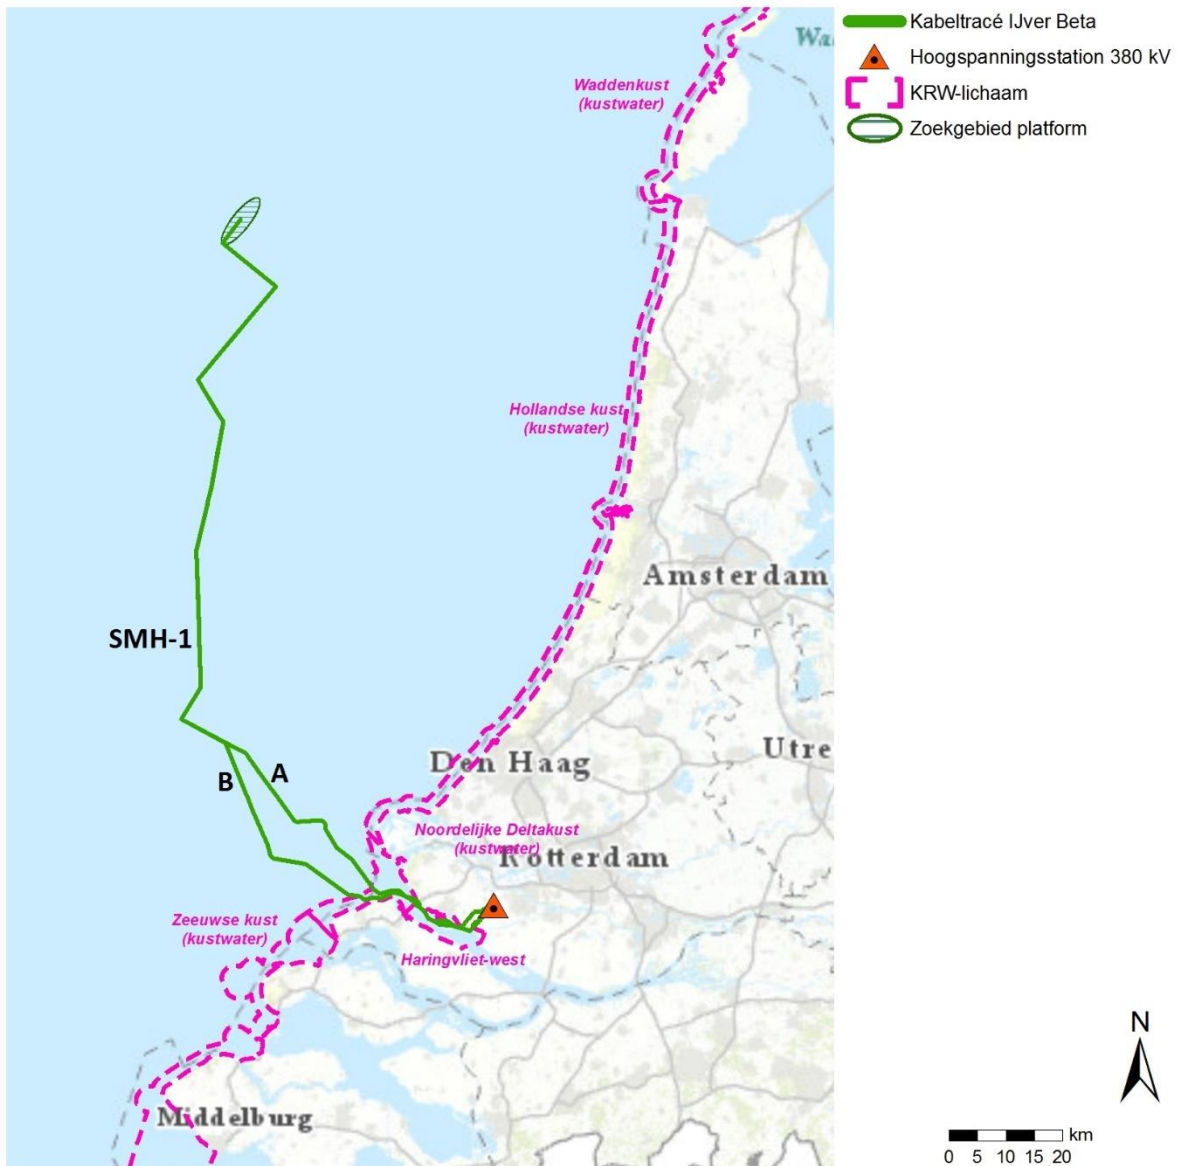 Wa
Waddenkust
(kustwater)
Hollandse kust
(kustwater)
Amsterdam
SMH-1
Utre
Den Haag
B
A
Noordelijke Deltakust
(kustwater)
Rotterdam
Zeeuwse kust
(kustwater)
Haringvliet-west
Middelburg
Kabeltracé IJver Beta
Hoogspanningsstation 380 kV
KRW-lichaam
Zoekgebied platform
N
km
0 5 10 15 20